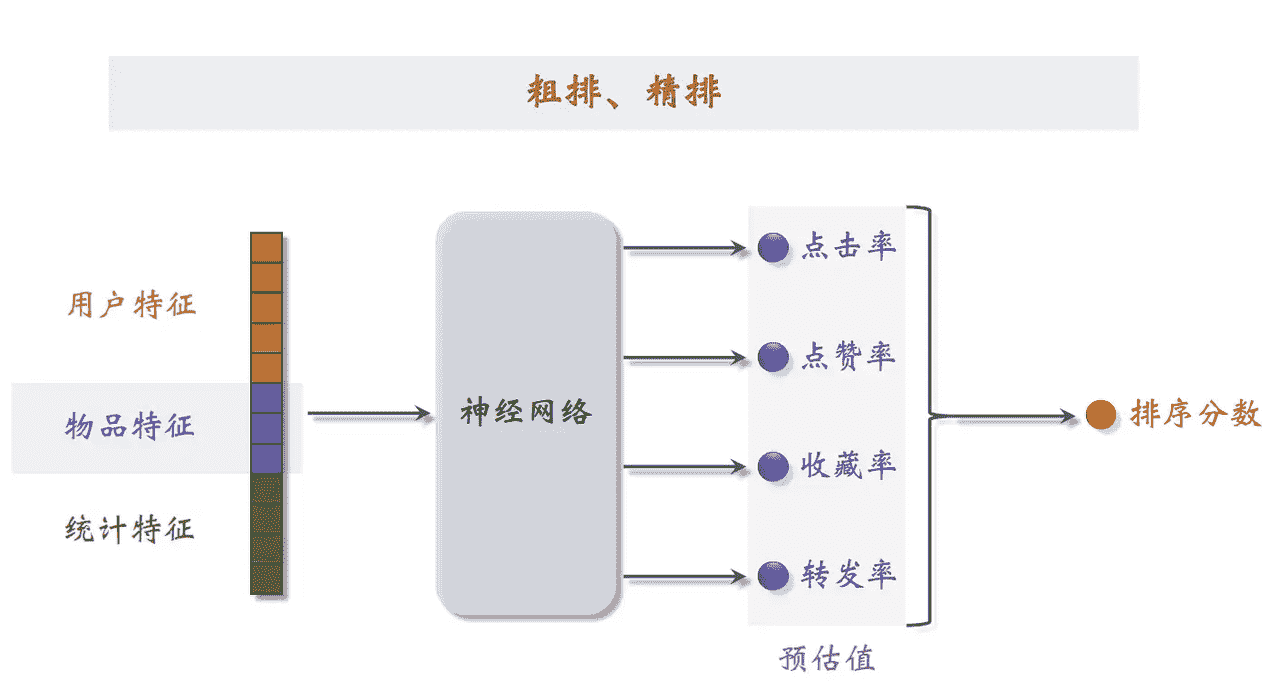 粗排、精排
用户特征
物品特征
统计特征
神经网络
点击率
点赞率
收藏率
转发率
预估值
排序分数